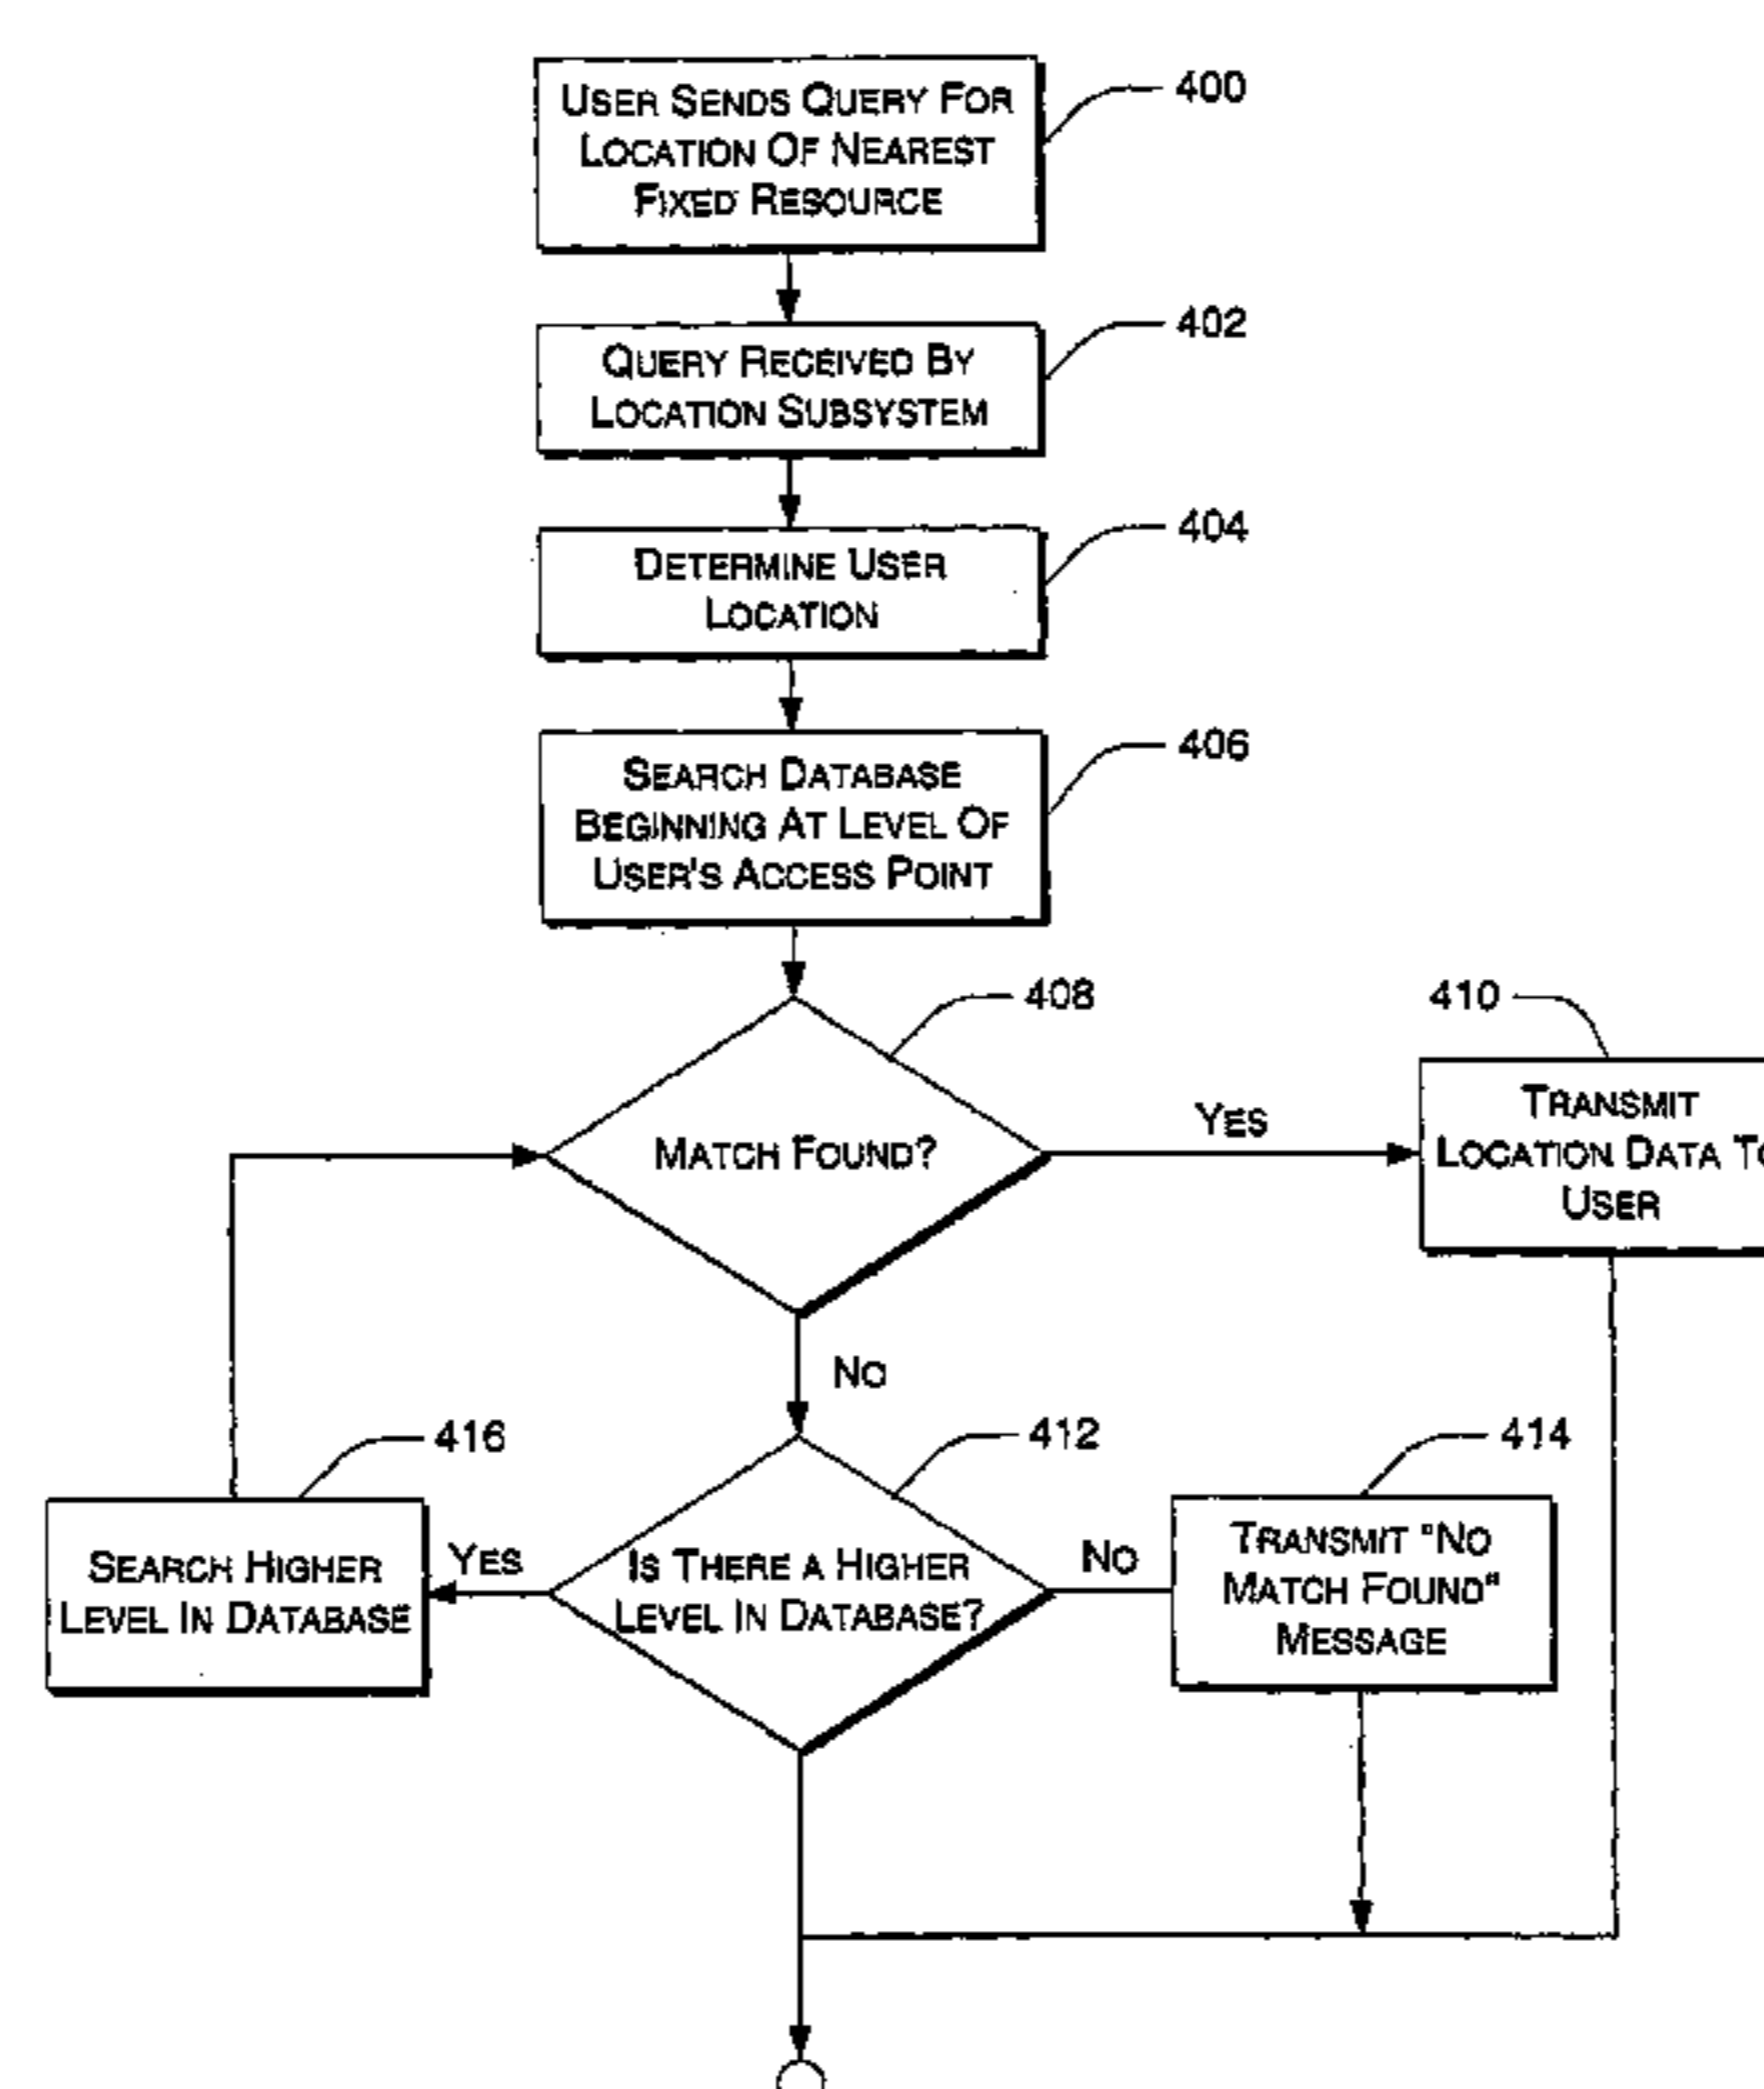 USER SENDS QUERY FOR
LOCATION OF NEAREST
FIXED RESOURCE
400
QUERY RECEIVED BY
LOCATION SUBSYSTEM
402
DETERMINE USER
LOCATION
404
SEARCH DATABASE
BEGINNING AT LEVEL OF
USER'S ACCESS POINT
406
MATCH FOUND?
408
YES
410
TRANSMIT
LOCATION DATA TO
USER
NO
416
SEARCH HIGHER
LEVEL IN DATABASE
YES
412
IS THERE A HIGHER
LEVEL IN DATABASE?
NO
414
TRANSMIT "NO
MATCH FOUND"
MESSAGE